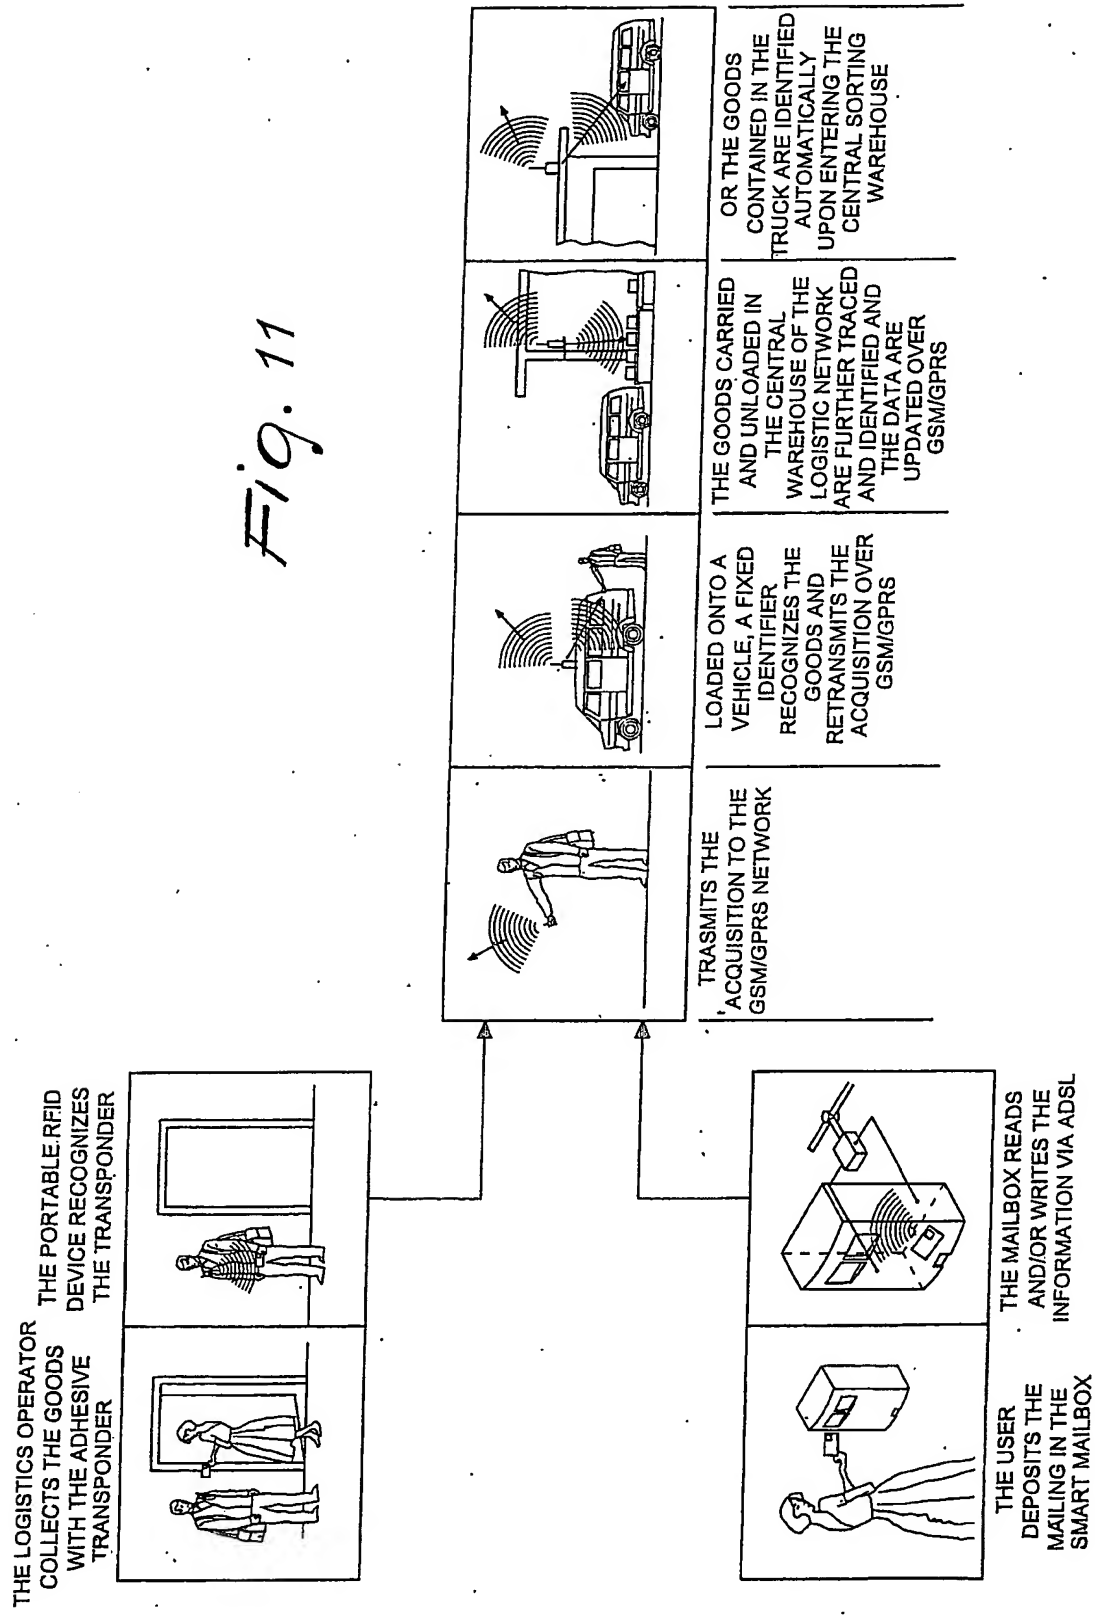 Fig. 11
THE LOGISTICS OPERATOR
COLLECTS THE GOODS
WITH THE ADHESIVE
TRANSPONDER
THE PORTABLE RFID
DEVICE RECOGNIZES
THE TRANSPONDER
THE USER
DEPOSITS THE
MAILING IN THE
SMART MAILBOX
THE MAILBOX READS
AND/OR WRITES THE
INFORMATION VIA ADSL
TRASMITS THE
ACQUISITION TO THE
GSM/GPRS NETWORK
LOADED ONTO A
VEHICLE, A FIXED
IDENTIFIER
RECOGNIZES THE
GOODS AND
RETRANSMITS THE
ACQUISITION OVER
GSM/GPRS
THE GOODS CARRIED
AND UNLOADED IN
THE CENTRAL
WAREHOUSE OF THE
LOGISTIC NETWORK
ARE FURTHER TRACED
AND IDENTIFIED AND
THE DATA ARE
UPDATED OVER
GSM/GPRS
OR THE GOODS
CONTAINED IN THE
TRUCK ARE IDENTIFIED
AUTOMATICALLY
UPON ENTERING THE
CENTRAL SORTING
WAREHOUSE